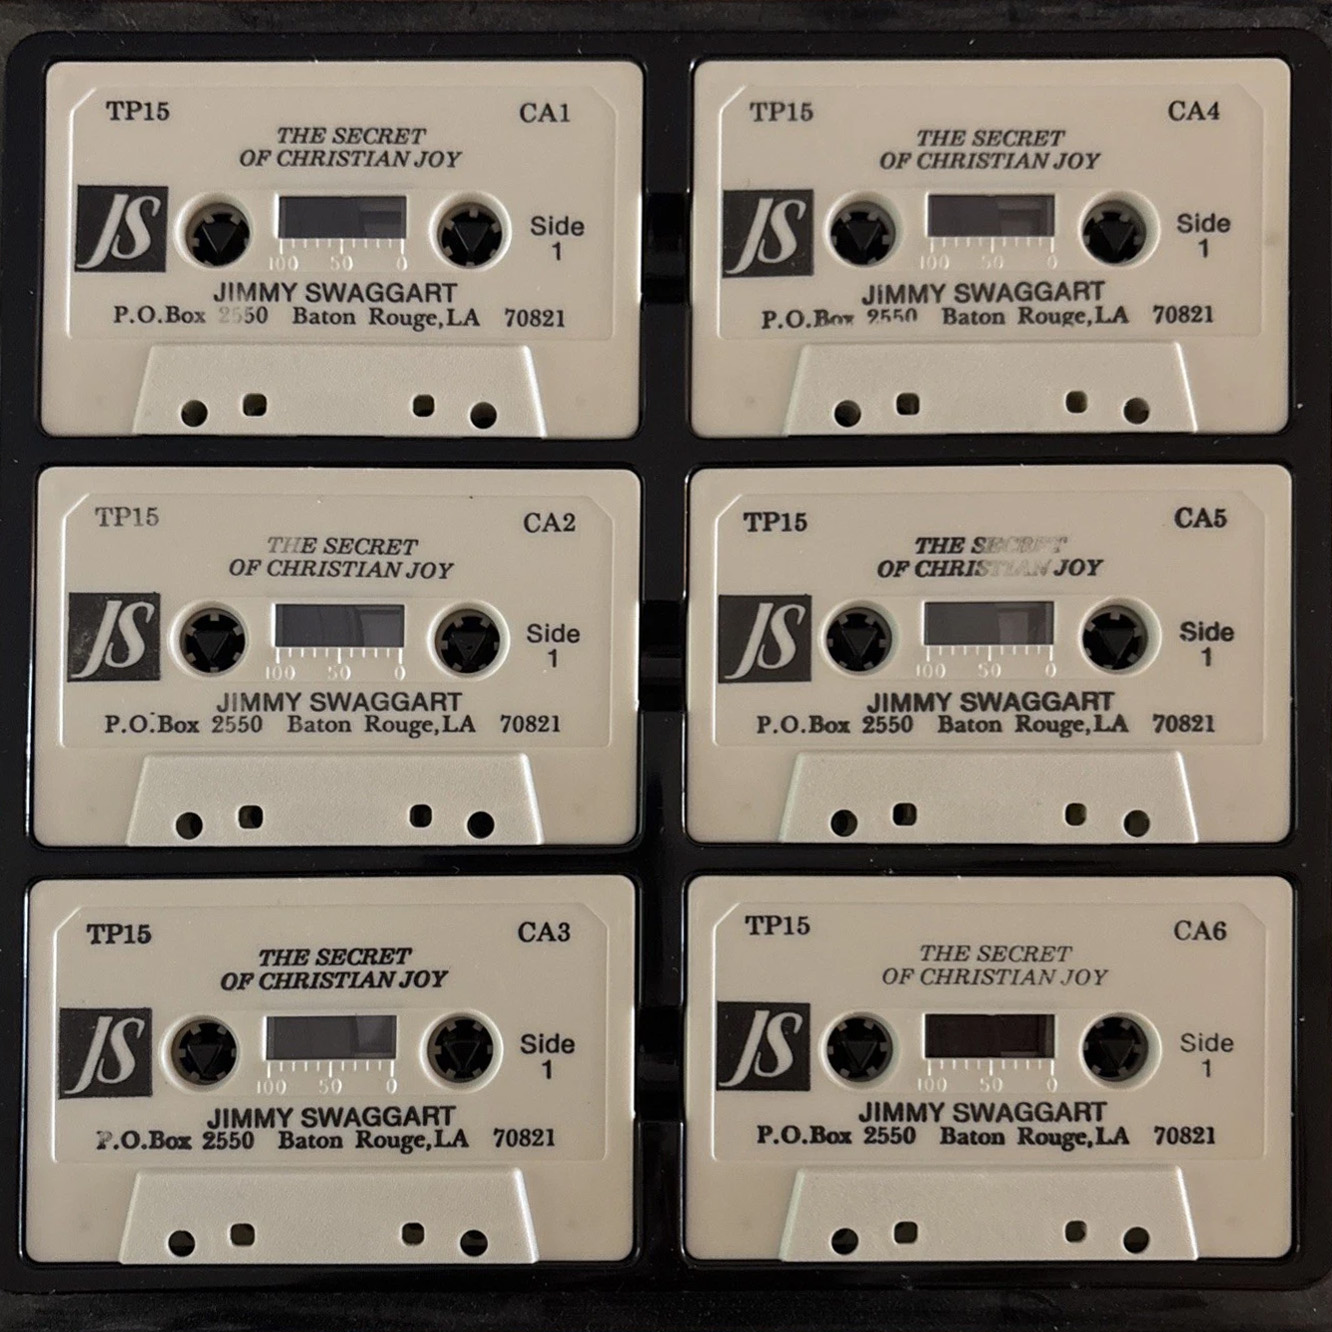 TP15 CA1
THE SECRET
OF CHRISTIAN JOY
JS
Side
1
100 50 0
JIMMY SWAGGART
P.O.Box 2550 Baton Rouge,LA 70821
TP15 CA4
THE SECRET
OF CHRISTIAN JOY
JS
Side
1
100 50 0
JIMMY SWAGGART
P.O.Box 2550 Baton Rouge,LA 70821
TP15 CA2
THE SECRET
OF CHRISTIAN JOY
JS
Side
1
100 50 0
JIMMY SWAGGART
P.O.Box 2550 Baton Rouge,LA 70821
TP15 CA5
THE SECRET
OF CHRISTIAN JOY
JS
Side
1
100 50 0
JIMMY SWAGGART
P.O.Box 2550 Baton Rouge,LA 70821
TP15 CA3
THE SECRET
OF CHRISTIAN JOY
JS
Side
1
100 50 0
JIMMY SWAGGART
P.O.Box 2550 Baton Rouge,LA 70821
TP15 CA6
THE SECRET
OF CHRISTIAN JOY
JS
Side
1
100 50 0
JIMMY SWAGGART
P.O.Box 2550 Baton Rouge,LA 70821